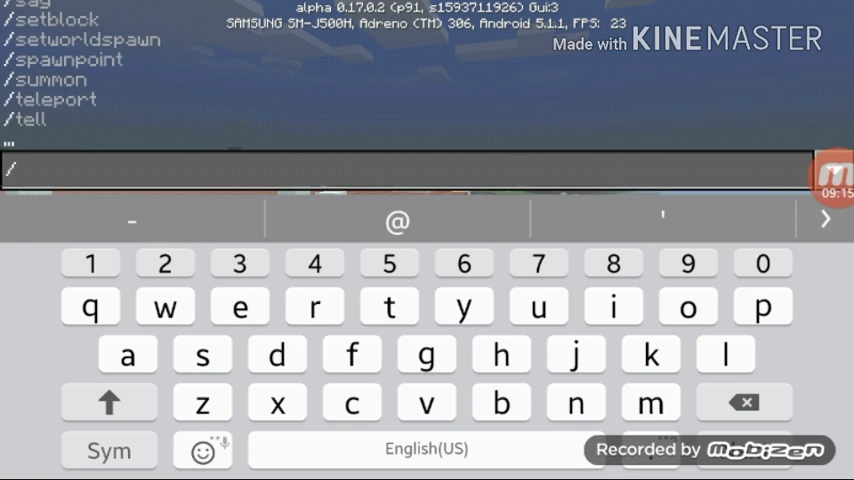 /say
alpha 0.17.0.2 (p91, s1593711926) Gui:3
/setblock
SAMSUNG SM-J500H, Adreno (TM) 306, Android 5.1.1, FPS: 23
/setworldspawn
Made with KINEMASTER
/spawnpoint
/summon
/teleport
/tell
...
/
09:15
- @ ' >
1 2 3 4 5 6 7 8 9 0
q w e r t y u i o p
a s d f g h j k l
z x c v b n m
Sym English(US)
Recorded by mobizen